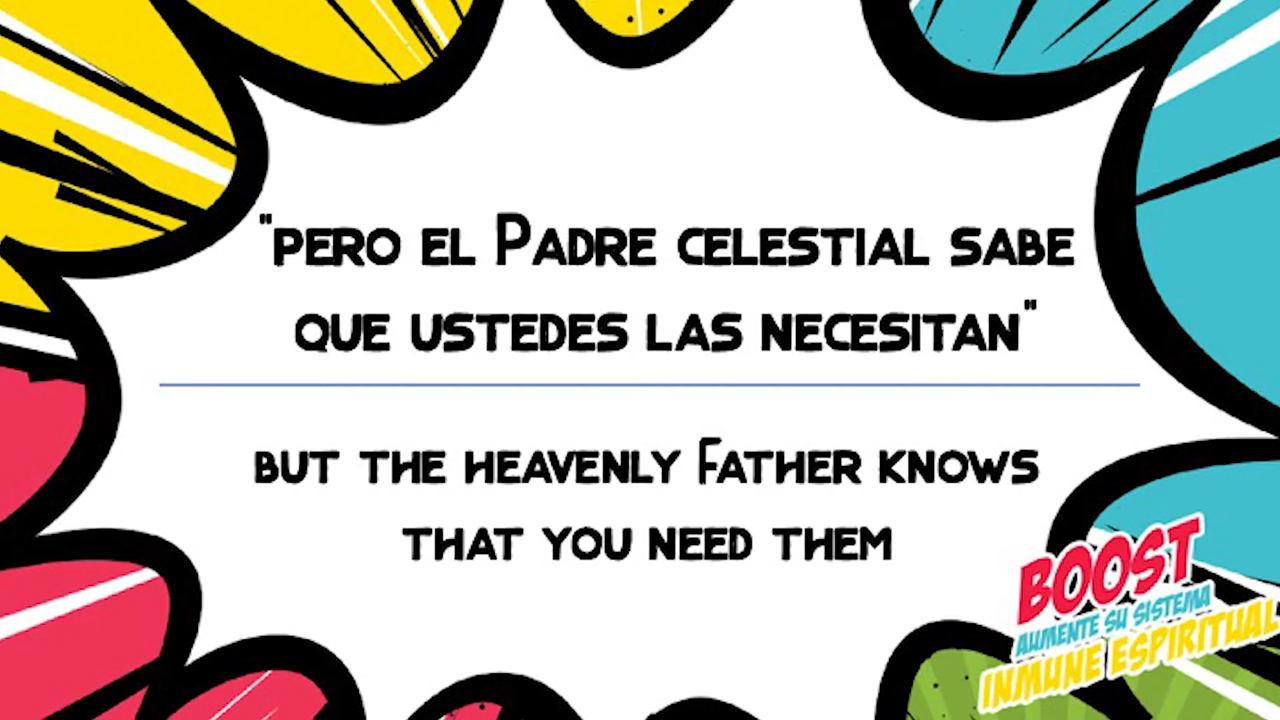 "PERO EL PADRE CELESTIAL SABE
QUE USTEDES LAS NECESITAN"
BUT THE HEAVENLY FATHER KNOWS
THAT YOU NEED THEM
BOOST
AUMENTE SU SISTEMA
INMUNE ESPIRITUAL